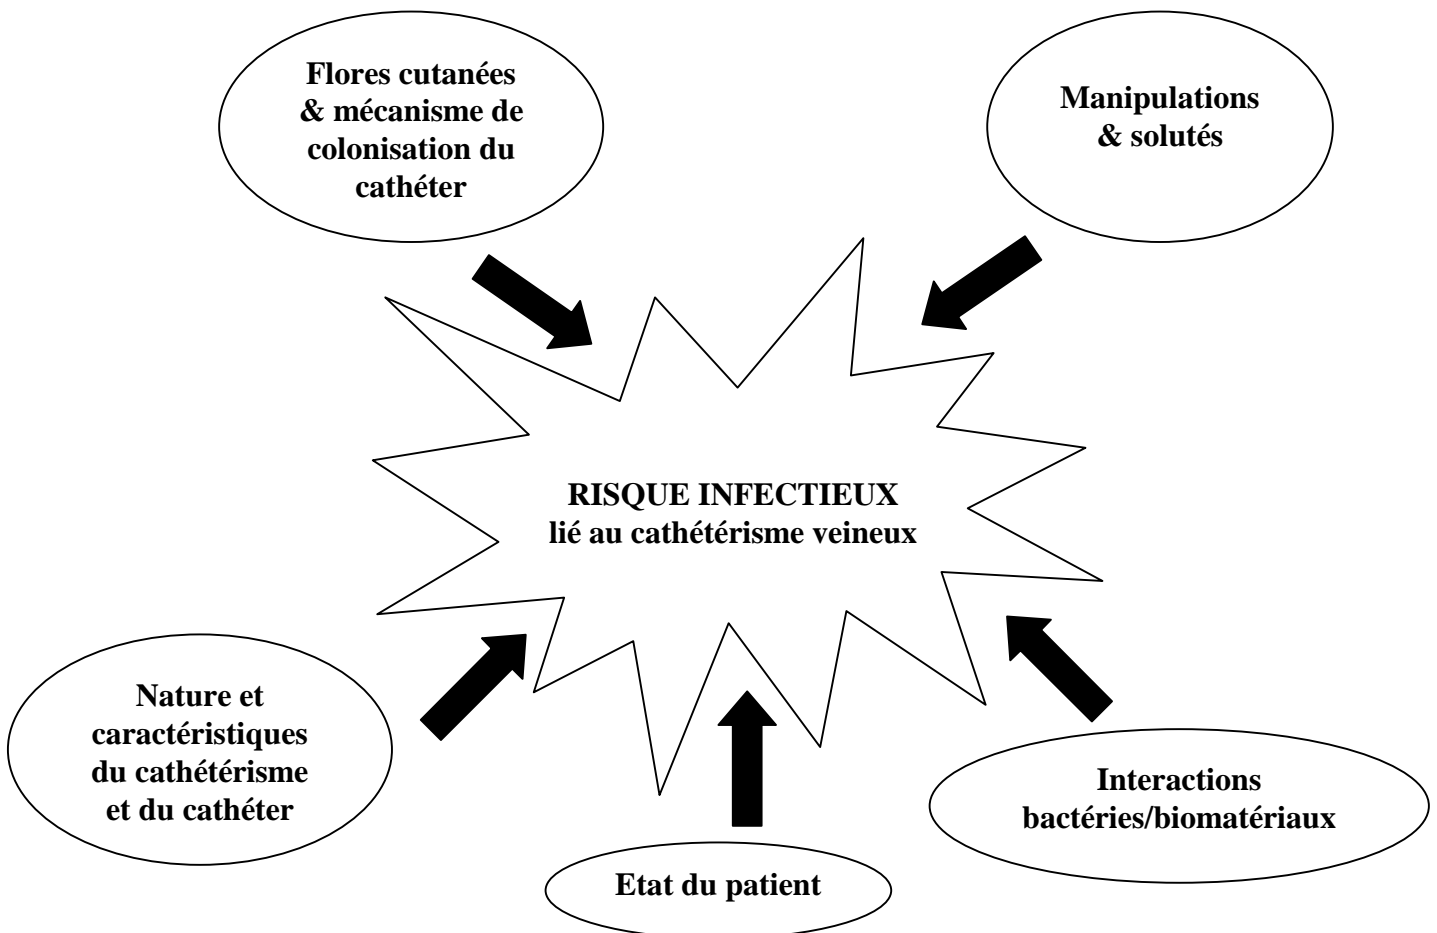 Flores cutanées
& mécanisme de
colonisation du
cathéter
Manipulations
& solutés
RISQUE INFECTIEUX
lié au cathétérisme veineux
Nature et
caractéristiques
du cathétérisme
et du cathéter
Interactions
bactéries/biomatériaux
Etat du patient